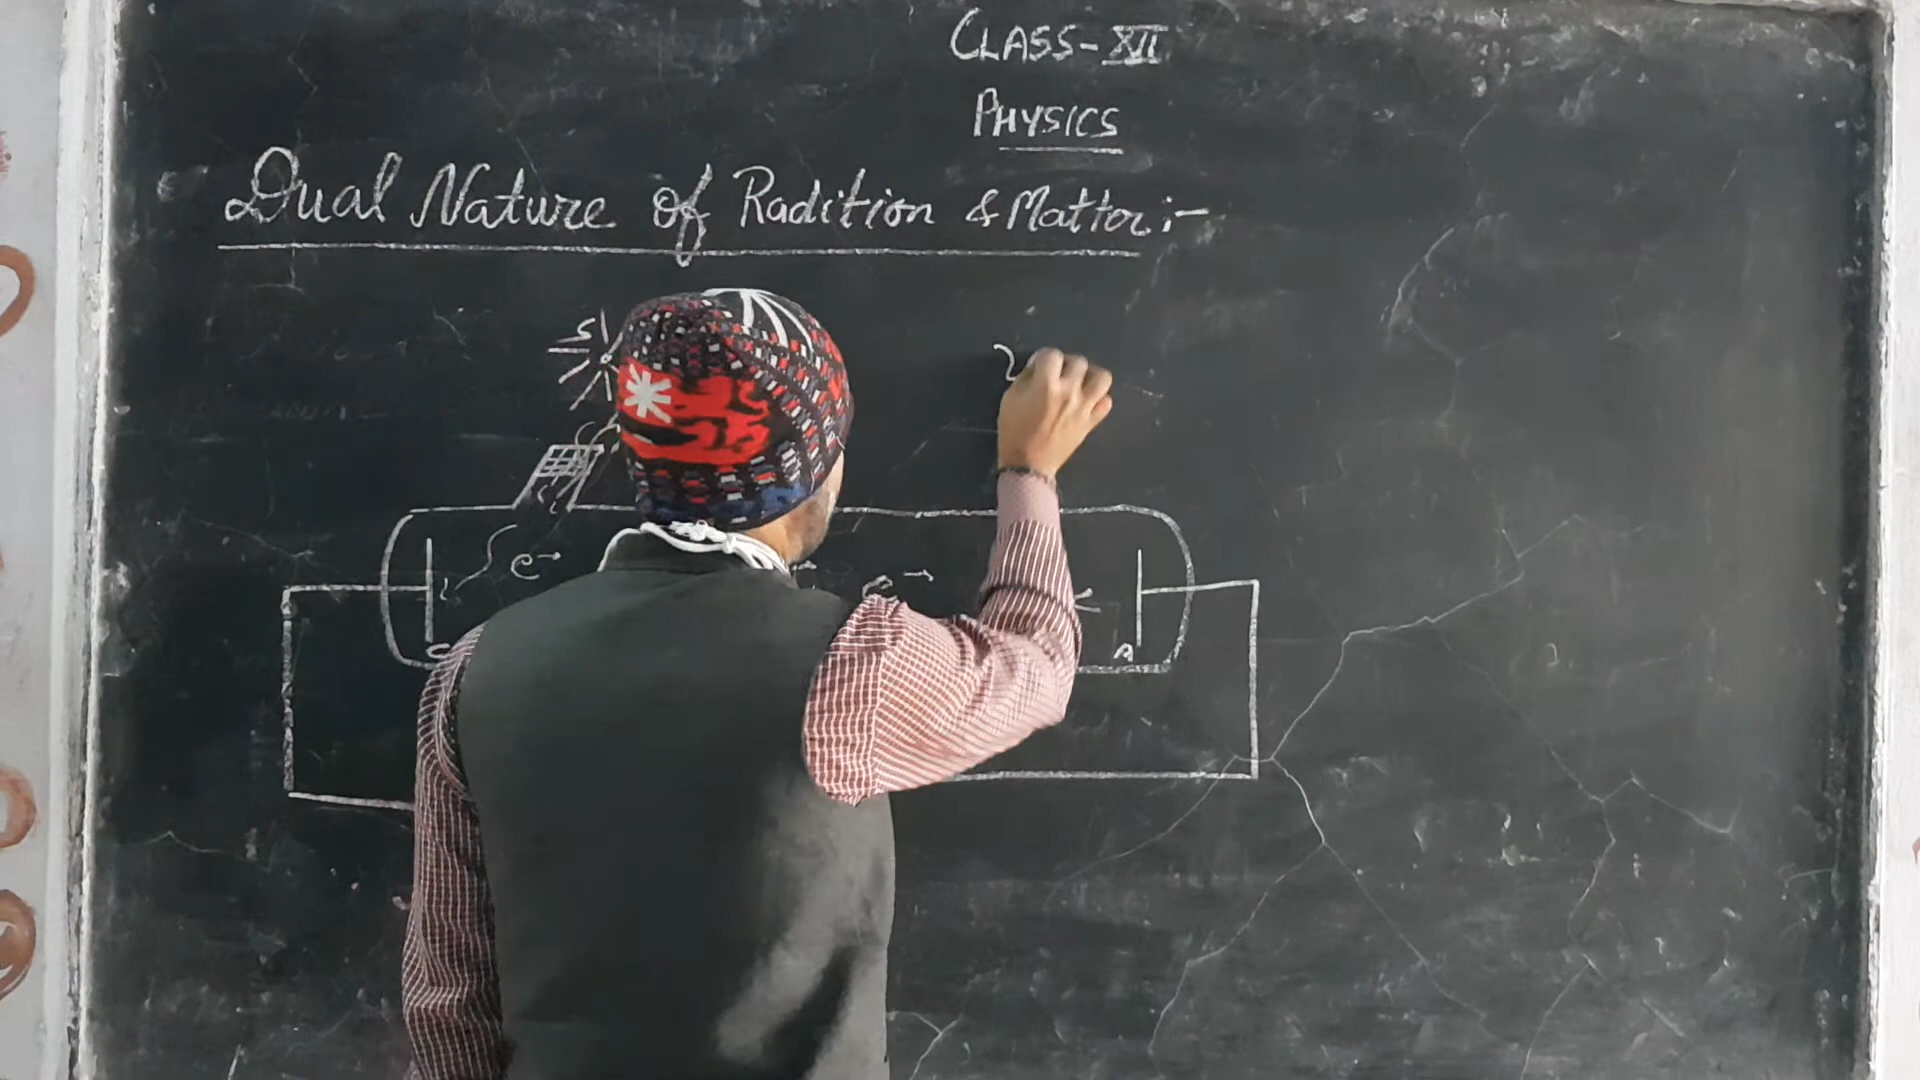 CLASS-XII
PHYSICS
Dual Nature of Radition & Matter:-
S
e
e
C
A